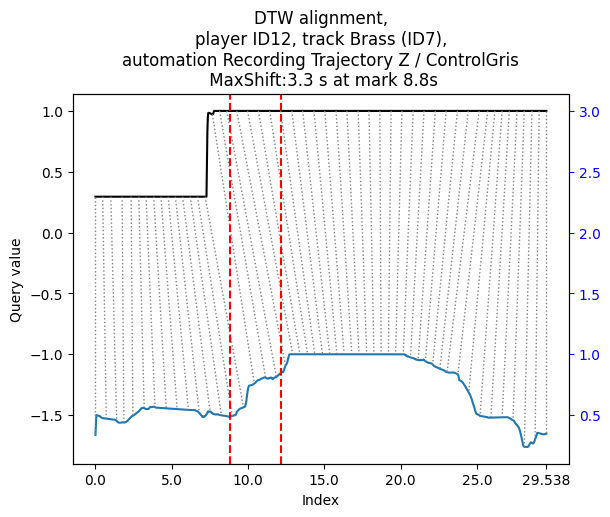 DTW alignment,
player ID12, track Brass (ID7),
automation Recording Trajectory Z / ControlGris
MaxShift:3.3 s at mark 8.8s
1.0
0.5
0.0
−0.5
−1.0
−1.5
Query value
3.0
2.5
2.0
1.5
1.0
0.5
0.0 5.0 10.0 15.0 20.0 25.0 29.538
Index